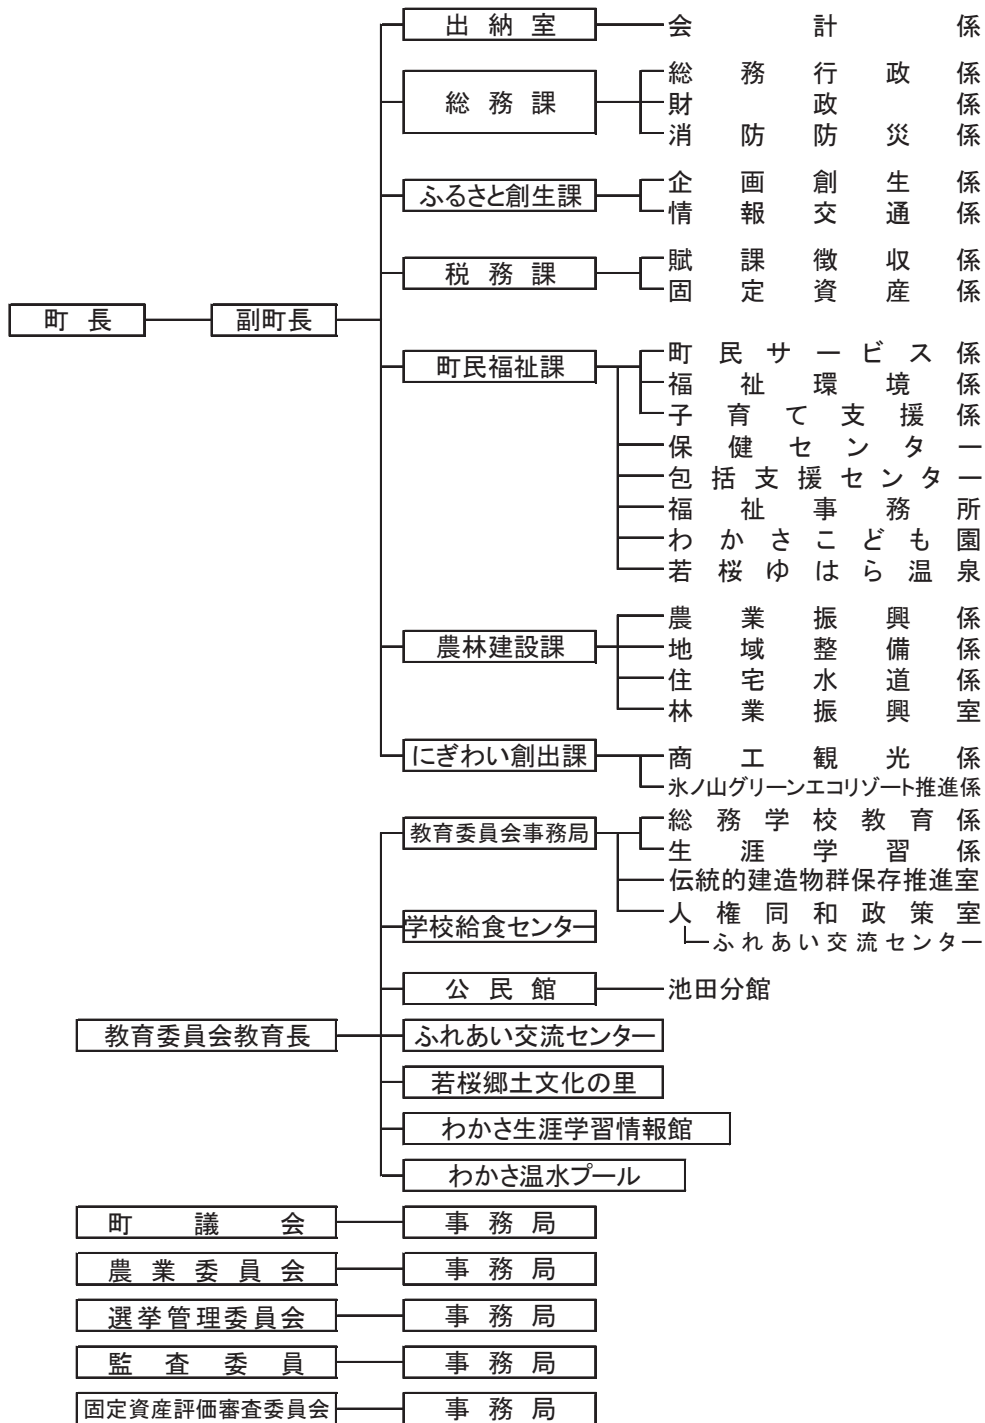 出納室 会計係
総務行政係
総務課 財政係
消防防災係
ふるさと創生課 企画創生係
情報交通係
税務課 賦課徴収係
固定資産係
町長 副町長
町民サービス係
町民福祉課 福祉環境係
子育て支援係
保健センター
包括支援センター
福祉事務所
わかさこども園
若桜ゆはら温泉
農業振興係
農林建設課 地域整備係
住宅水道係
林業振興室
にぎわい創出課 商工観光係
氷ノ山グリーンエコリゾート推進係
教育委員会事務局 総務学校教育係
生涯学習係
伝統的建造物群保存推進室
人権同和政策室
学校給食センター
ふれあい交流センター
公民館 池田分館
教育委員会教育長 ふれあい交流センター
若桜郷土文化の里
わかさ生涯学習情報館
わかさ温水プール
町議会 事務局
農業委員会 事務局
選挙管理委員会 事務局
監査委員 事務局
固定資産評価審査委員会 事務局